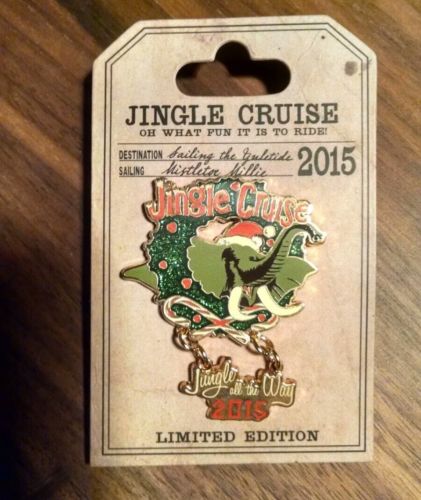 JINGLE CRUISE
OH WHAT FUN IT IS TO RIDE!
DESTINATION Sailing the Yuletide 2015
SAILING Mistletoe Millie
Jingle Cruise
Jungle all the Way
2015
LIMITED EDITION